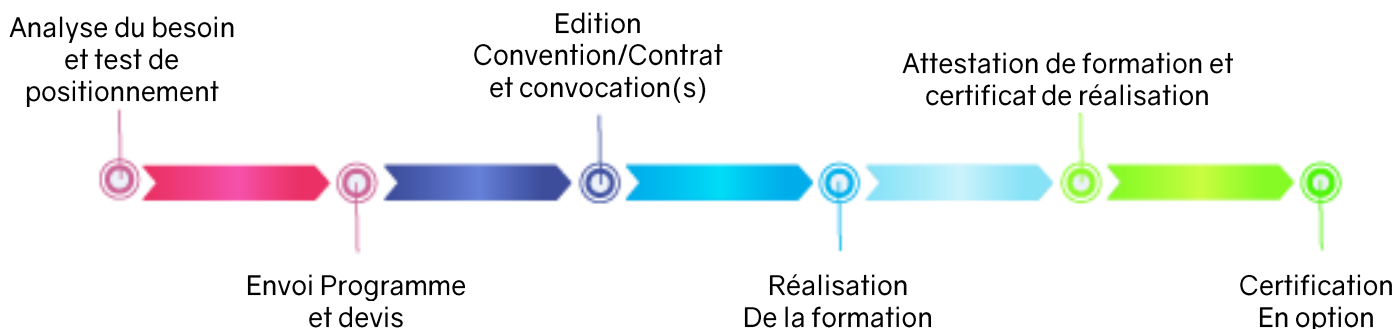 Analyse du besoin
et test de
positionnement
Envoi Programme
et devis
Edition
Convention/Contrat
et convocation(s)
Réalisation
De la formation
Attestation de formation et
certificat de réalisation
Certification
En option